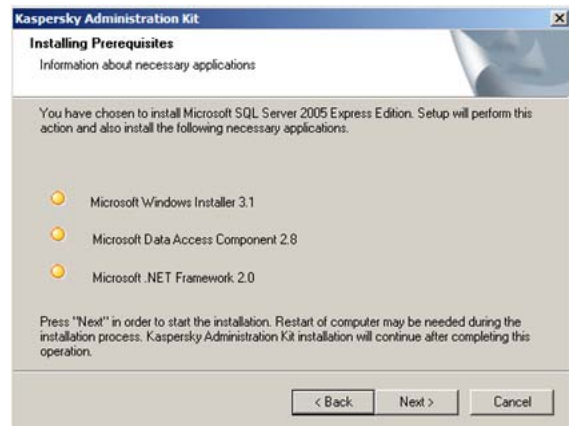 Kaspersky Administration Kit
Installing Prerequisites
Information about necessary applications
You have chosen to install Microsoft SQL Server 2005 Express Edition. Setup will perform this
action and also install the following necessary applications.
Microsoft Windows Installer 3.1
Microsoft Data Access Component 2.8
Microsoft .NET Framework 2.0
Press "Next" in order to start the installation. Restart of computer may be needed during the
installation process. Kaspersky Administration Kit installation will continue after completing this
operation.
< Back Next > Cancel